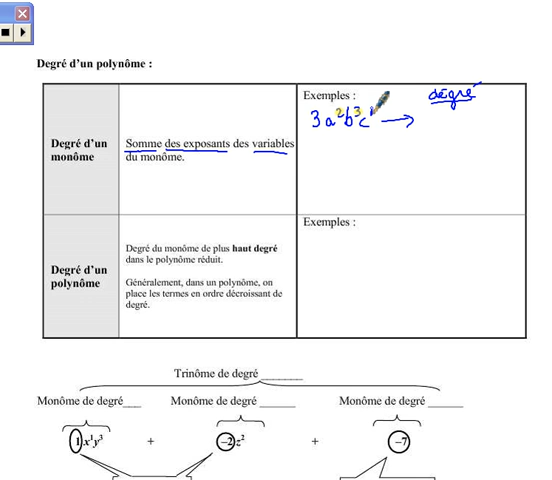 Degré d'un polynôme :
Exemples :
degré
3a²b³c¹ →
Degré d'un
monôme
Somme des exposants des variables
du monôme.
Exemples :
Degré d'un
polynôme
Degré du monôme de plus haut degré
dans le polynôme réduit.
Généralement, dans un polynôme, on
place les termes en ordre décroissant de
degré.
Trinôme de degré _______
Monôme de degré___ Monôme de degré ______ Monôme de degré ______
1x¹y³ + –2z² + –7